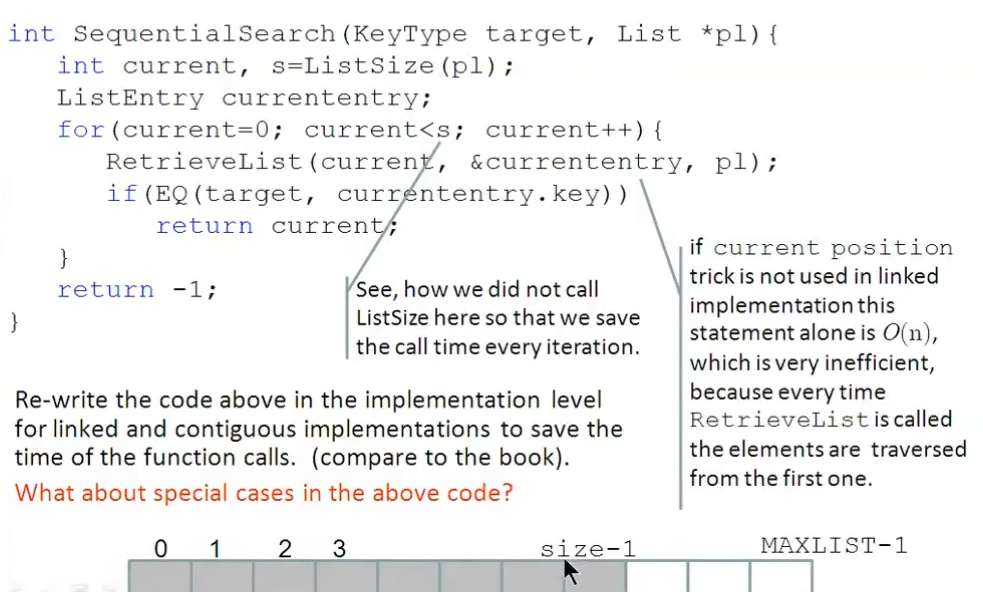 int SequentialSearch(KeyType target, List *pl){
int current, s=ListSize(pl);
ListEntry currententry;
for(current=0; current<s; current++){
RetrieveList(current, &currententry, pl);
if(EQ(target, currententry.key))
return current;
}
return -1;
}
See, how we did not call
ListSize here so that we save
the call time every iteration.
if current position
trick is not used in linked
implementation this
statement alone is O(n),
which is very inefficient,
because every time
RetrieveList is called
the elements are traversed
from the first one.
Re-write the code above in the implementation level
for linked and contiguous implementations to save the
time of the function calls. (compare to the book).
What about special cases in the above code?
0 1 2 3 size-1 MAXLIST-1